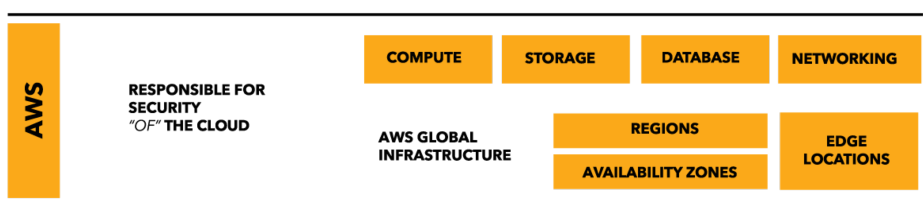 AWS
RESPONSIBLE FOR
SECURITY
"OF" THE CLOUD
COMPUTE
STORAGE
DATABASE
NETWORKING
AWS GLOBAL
INFRASTRUCTURE
REGIONS
AVAILABILITY ZONES
EDGE
LOCATIONS